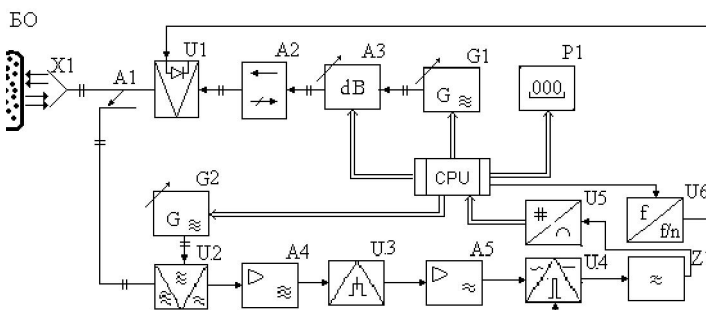 БО
X1
A1
U1
A2
A3
G1
P1
dB
G
000
CPU
G2
G
U5
#
U6
f
f/n
U2
A4
U3
A5
U4
Z